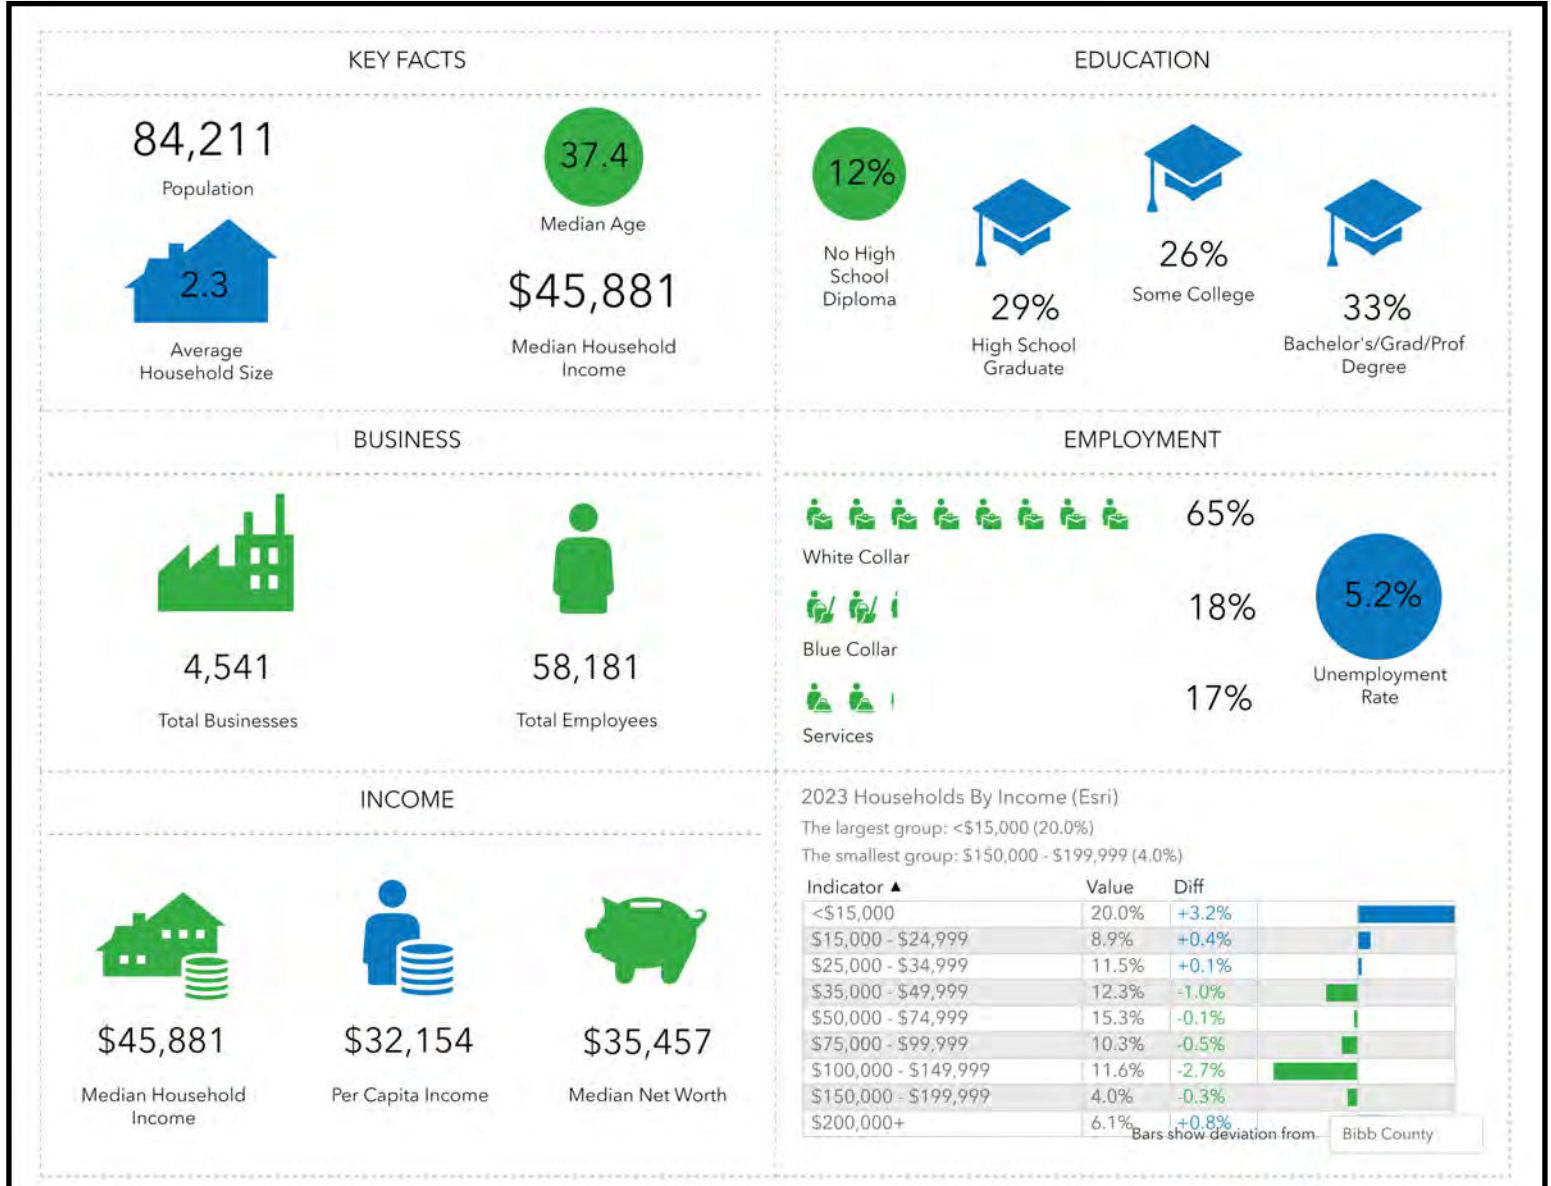 KEY FACTS
84,211
Population
2.3
Average
Household Size
37.4
Median Age
$45,881
Median Household
Income
EDUCATION
12%
No High
School
Diploma
29%
High School
Graduate
26%
Some College
33%
Bachelor's/Grad/Prof
Degree
BUSINESS
4,541
Total Businesses
58,181
Total Employees
EMPLOYMENT
65%
White Collar
18%
Blue Collar
17%
Services
5.2%
Unemployment
Rate
INCOME
$45,881
Median Household
Income
$32,154
Per Capita Income
$35,457
Median Net Worth
2023 Households By Income (Esri)
The largest group: <$15,000 (20.0%)
The smallest group: $150,000 - $199,999 (4.0%)
Indicator ▲ Value Diff
<$15,000 20.0% +3.2%
$15,000 - $24,999 8.9% +0.4%
$25,000 - $34,999 11.5% +0.1%
$35,000 - $49,999 12.3% -1.0%
$50,000 - $74,999 15.3% -0.1%
$75,000 - $99,999 10.3% -0.5%
$100,000 - $149,999 11.6% -2.7%
$150,000 - $199,999 4.0% -0.3%
$200,000+ 6.1% +0.8%
Bars show deviation from Bibb County